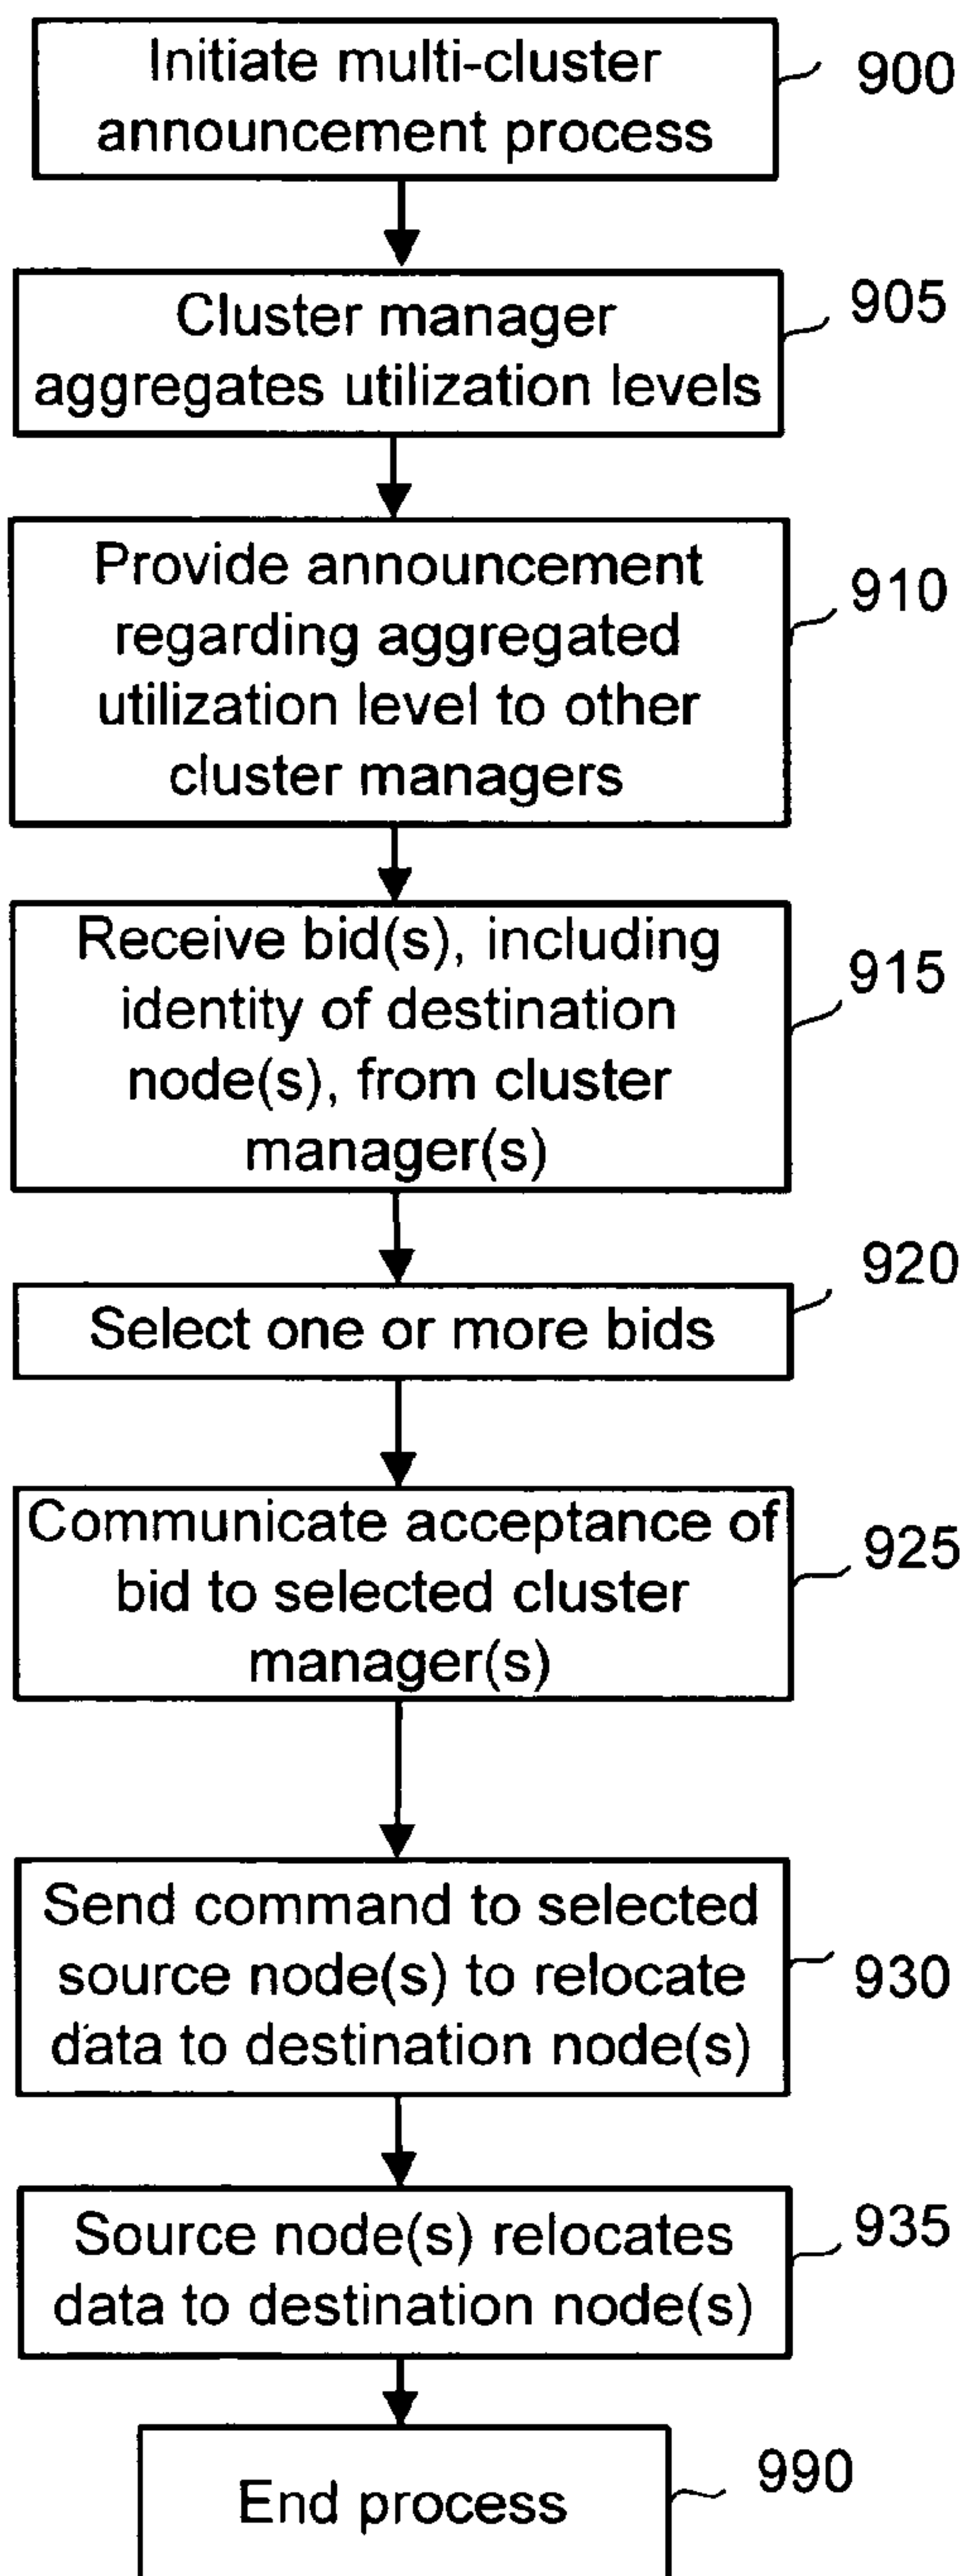 Initiate multi-cluster
announcement process
900
Cluster manager
aggregates utilization levels
905
Provide announcement
regarding aggregated
utilization level to other
cluster managers
910
Receive bid(s), including
identity of destination
node(s), from cluster
manager(s)
915
Select one or more bids
920
Communicate acceptance of
bid to selected cluster
manager(s)
925
Send command to selected
source node(s) to relocate
data to destination node(s)
930
Source node(s) relocates
data to destination node(s)
935
End process
990